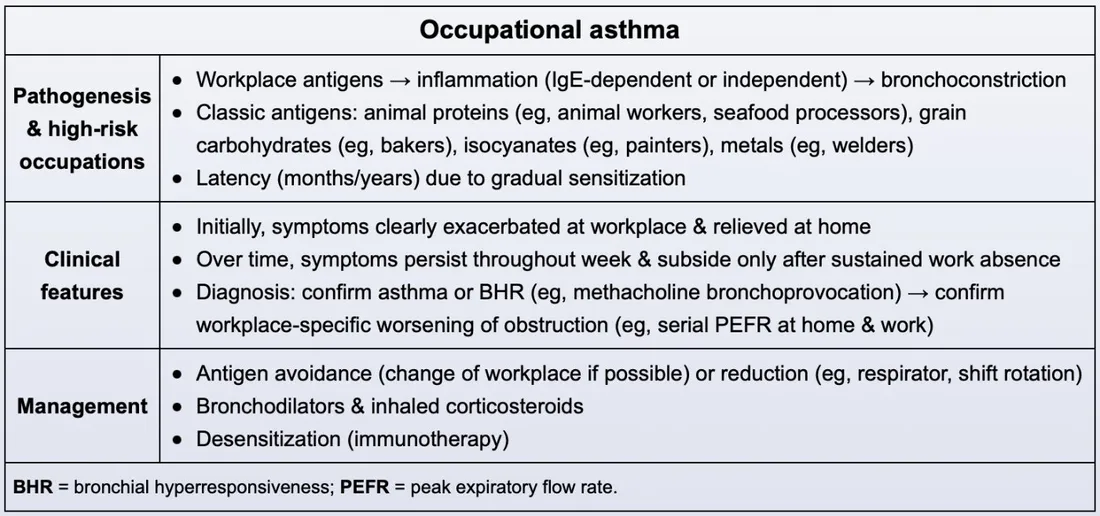 Occupational asthma
Pathogenesis
& high-risk
occupations
● Workplace antigens → inflammation (IgE-dependent or independent) → bronchoconstriction
● Classic antigens: animal proteins (eg, animal workers, seafood processors), grain
carbohydrates (eg, bakers), isocyanates (eg, painters), metals (eg, welders)
● Latency (months/years) due to gradual sensitization
Clinical
features
● Initially, symptoms clearly exacerbated at workplace & relieved at home
● Over time, symptoms persist throughout week & subside only after sustained work absence
● Diagnosis: confirm asthma or BHR (eg, methacholine bronchoprovocation) → confirm
workplace-specific worsening of obstruction (eg, serial PEFR at home & work)
Management
● Antigen avoidance (change of workplace if possible) or reduction (eg, respirator, shift rotation)
● Bronchodilators & inhaled corticosteroids
● Desensitization (immunotherapy)
BHR = bronchial hyperresponsiveness; PEFR = peak expiratory flow rate.